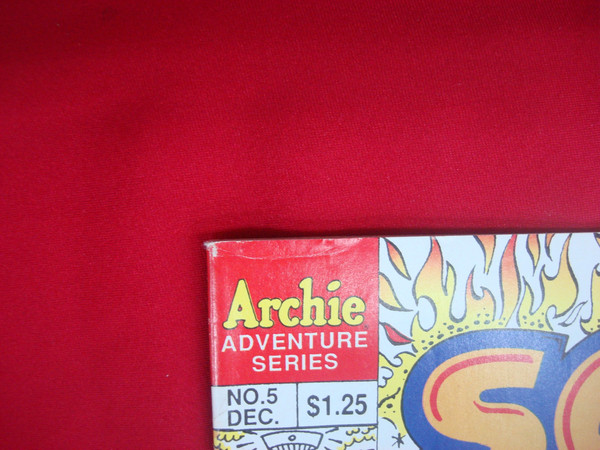 Archie
ADVENTURE
SERIES
NO.5
DEC.
$1.25